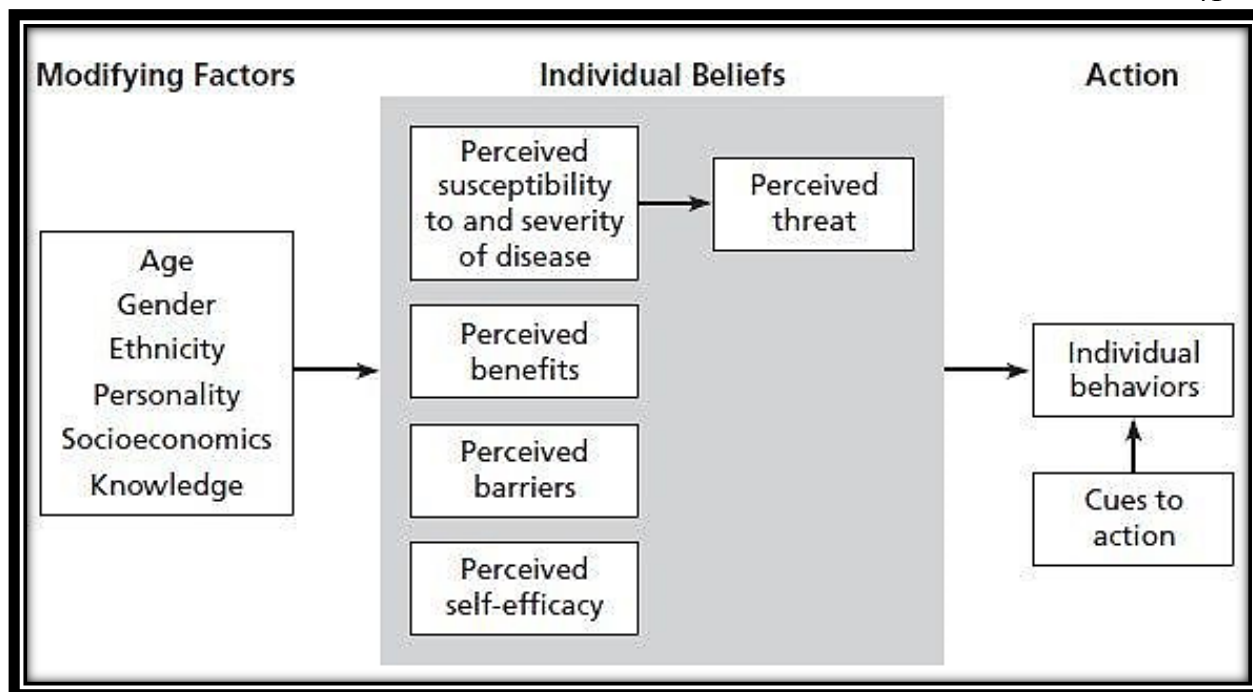 Modifying Factors
Individual Beliefs
Action
Age
Gender
Ethnicity
Personality
Socioeconomics
Knowledge
Perceived
susceptibility
to and severity
of disease
Perceived
threat
Perceived
benefits
Perceived
barriers
Perceived
self-efficacy
Individual
behaviors
Cues to
action